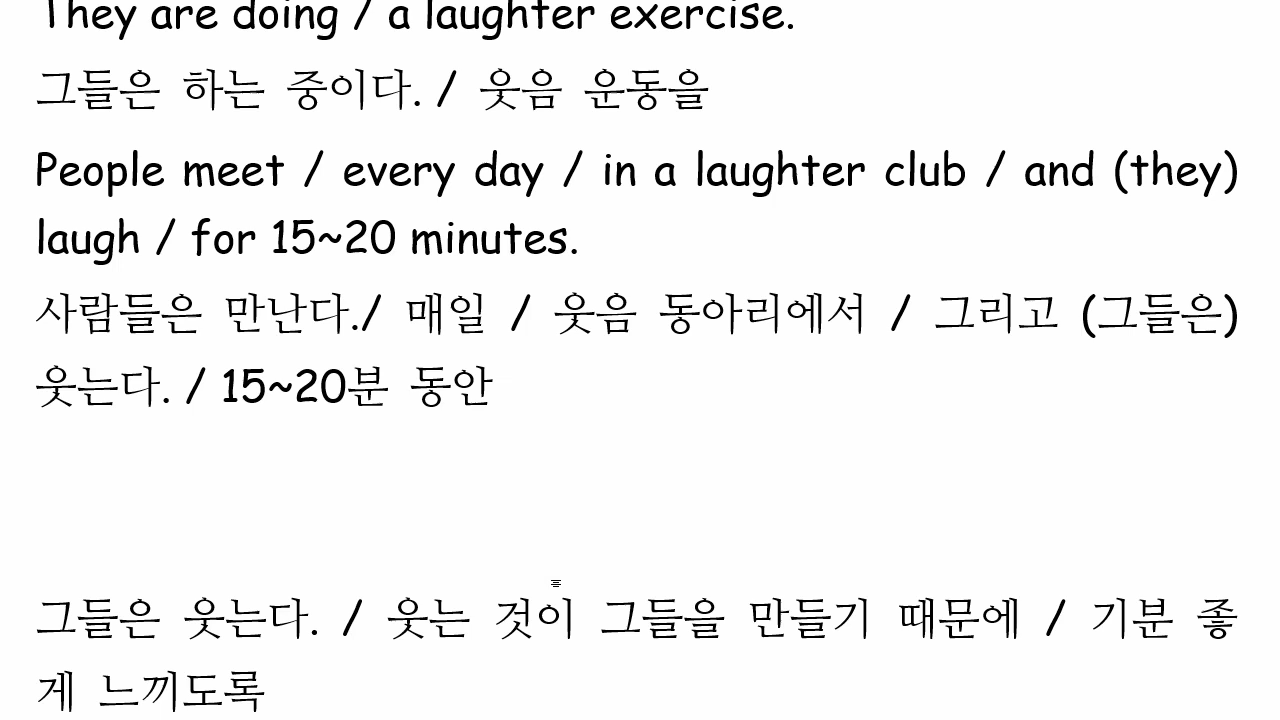 They are doing / a laughter exercise.
그들은 하는 중이다. / 웃음 운동을
People meet / every day / in a laughter club / and (they)
laugh / for 15~20 minutes.
사람들은 만난다./ 매일 / 웃음 동아리에서 / 그리고 (그들은)
웃는다. / 15~20분 동안
그들은 웃는다. / 웃는 것이 그들을 만들기 때문에 / 기분 좋
게 느끼도록